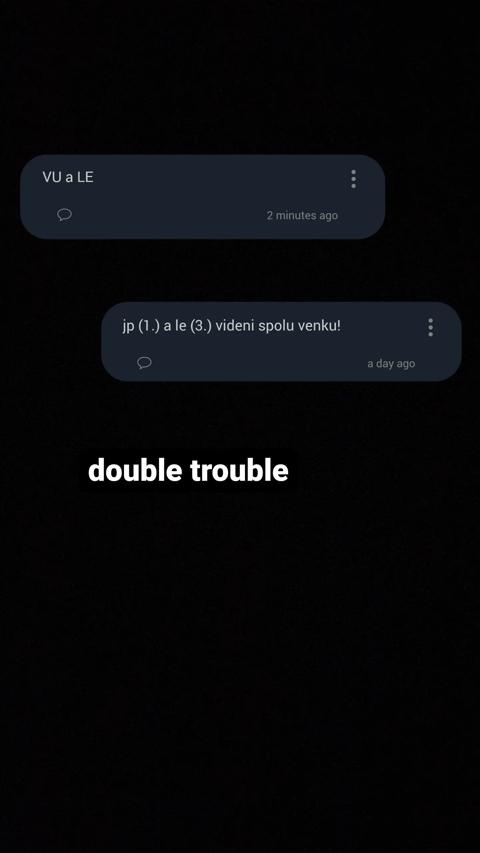 VU a LE
2 minutes ago
jp (1.) a le (3.) videni spolu venku!
a day ago
double trouble